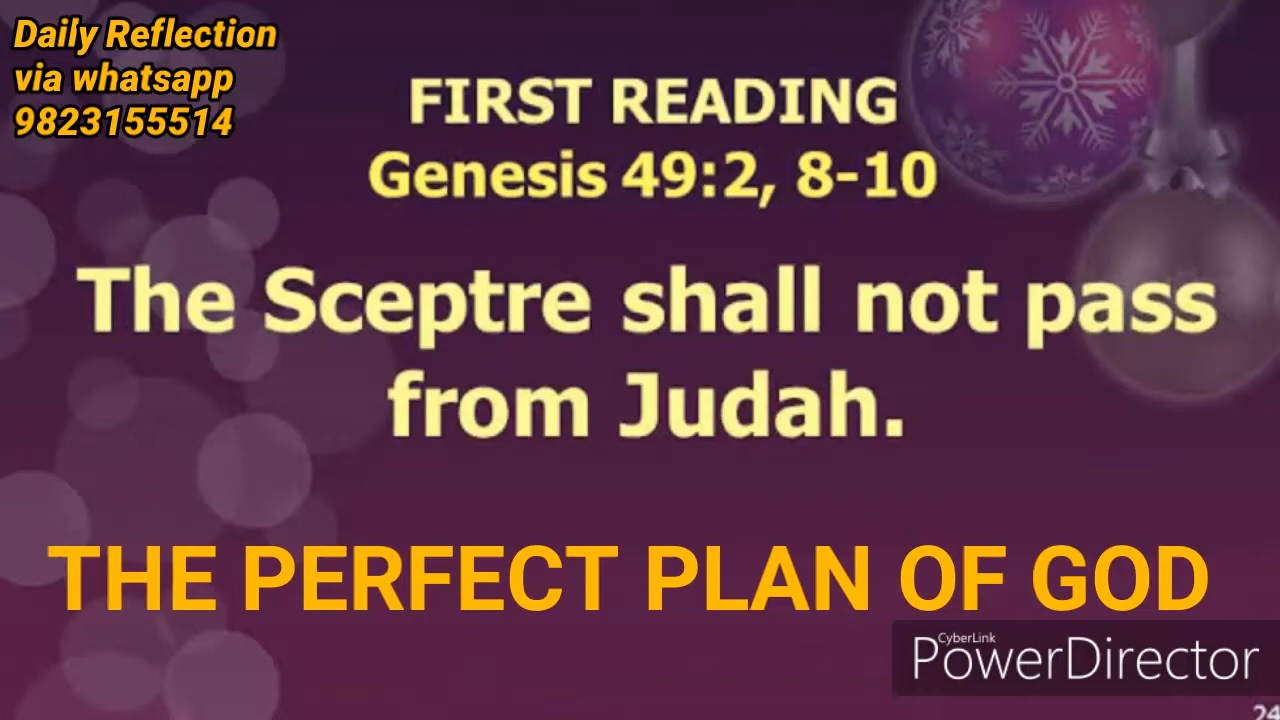 Daily Reflection
via whatsapp
9823155514
FIRST READING
Genesis 49:2, 8-10
The Sceptre shall not pass
from Judah.
THE PERFECT PLAN OF GOD
CyberLink
PowerDirector
24